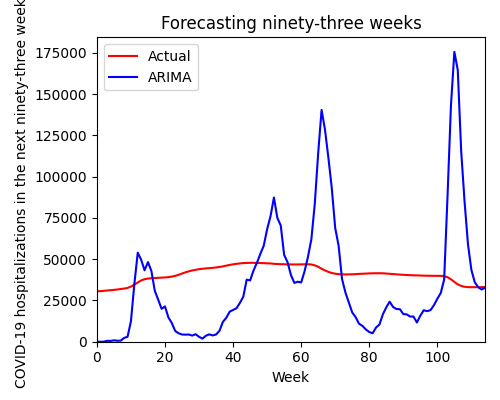 Forecasting ninety-three weeks
Actual
ARIMA
COVID-19 hospitalizations in the next ninety-three week
175000
150000
125000
100000
75000
50000
25000
0
0 20 40 60 80 100
Week